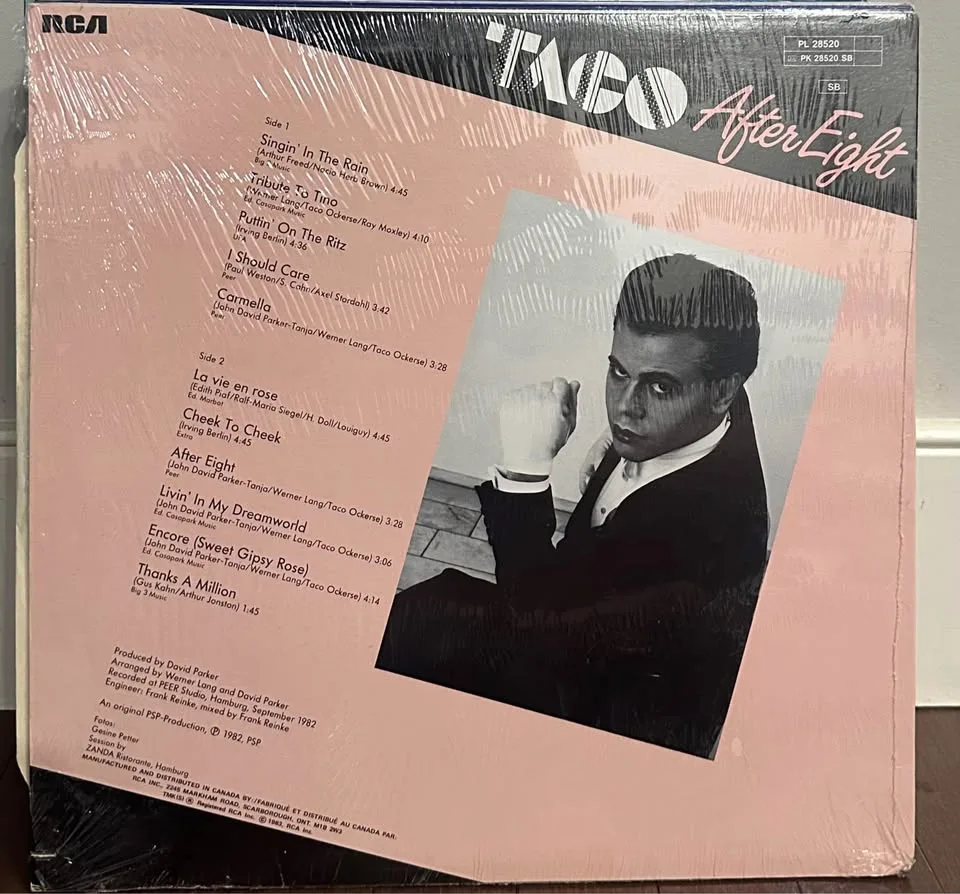 RCA
TACO
After Eight
PL 28520
PK 28520 SB
SB
Side 1
Singin' In The Rain
(Arthur Freed/Nacio Herb Brown) 4:45
Big 3 Music
Tribute To Tino
(Werner Lang/Taco Ockerse/Ray Moxley) 4:10
Ed. Casapark Music
Puttin' On The Ritz
(Irving Berlin) 4:36
UFA
I Should Care
(Paul Weston/S. Cahn/Axel Stordahl) 3:42
Peer
Carmella
(John David Parker-Tanja/Werner Lang/Taco Ockerse) 3:28
Peer
Side 2
La vie en rose
(Edith Piaf/Ralf-Maria Siegel/H. Doll/Louiguy) 4:45
Ed. Marbot
Cheek To Cheek
(Irving Berlin) 4:45
Extro
After Eight
(John David Parker-Tanja/Werner Lang/Taco Ockerse) 3:28
Peer
Livin' In My Dreamworld
(John David Parker-Tanja/Werner Lang/Taco Ockerse) 3:06
Ed. Casapark Music
Encore (Sweet Gipsy Rose)
(John David Parker-Tanja/Werner Lang/Taco Ockerse) 4:14
Ed. Casapark Music
Thanks A Million
(Gus Kahn/Arthur Jonston) 1:45
Big 3 Music
Produced by David Parker
Arranged by Werner Lang and David Parker
Recorded at PEER Studio, Hamburg, September 1982
Engineer: Frank Reinke, mixed by Frank Reinke
An original PSP-Production, ℗ 1982, PSP
Fotos:
Gesine Petter
Session by
ZANDA Ristorante, Hamburg
MANUFACTURED AND DISTRIBUTED IN CANADA BY:/FABRIQUÉ ET DISTRIBUÉ AU CANADA PAR:
RCA INC., 2245 MARKHAM ROAD, SCARBOROUGH, ONT. M1B 2W3
TMK(S) ® Registered RCA Inc. © 1983, RCA Inc.